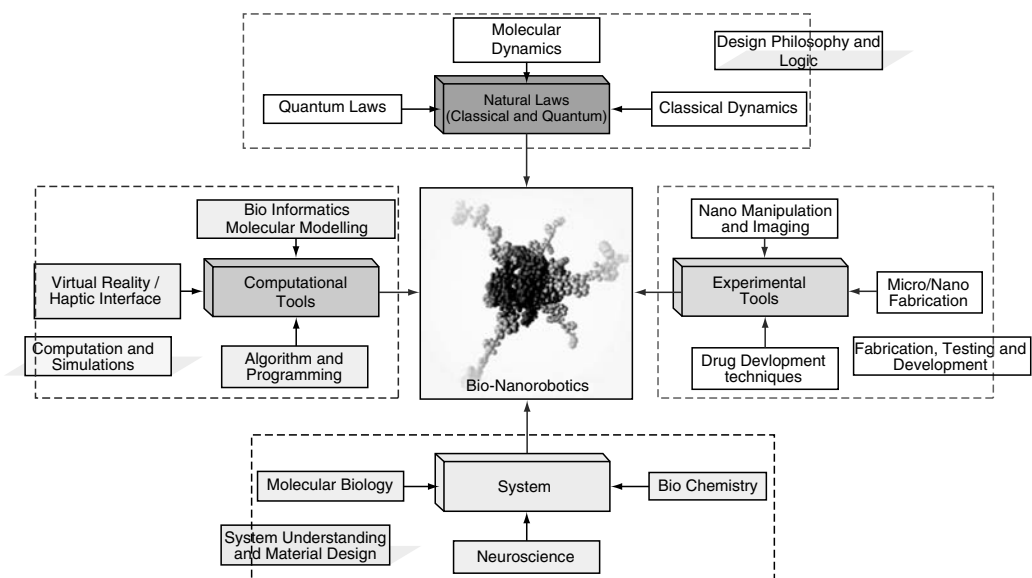 Molecular
Dynamics
Design Philosophy and
Logic
Quantum Laws
Natural Laws
(Classical and Quantum)
Classical Dynamics
Bio Informatics
Molecular Modelling
Virtual Reality /
Haptic Interface
Computational
Tools
Computation and
Simulations
Algorithm and
Programming
Bio-Nanorobotics
Nano Manipulation
and Imaging
Experimental
Tools
Micro/Nano
Fabrication
Drug Devlopment
techniques
Fabrication, Testing and
Development
Molecular Biology
System
Bio Chemistry
System Understanding
and Material Design
Neuroscience